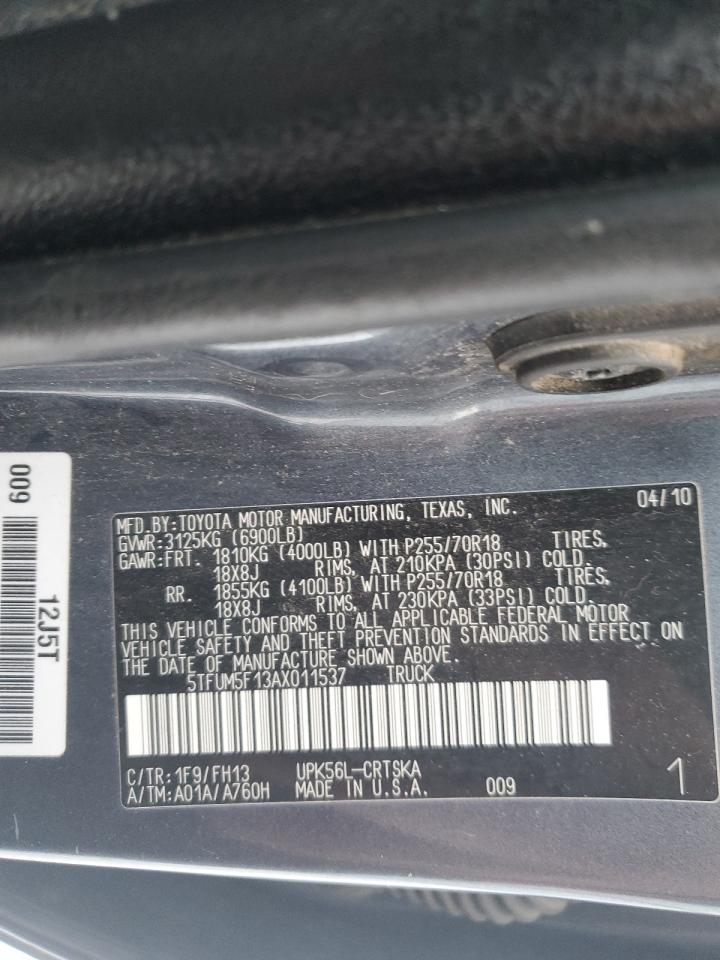 009
12J5T
MFD.BY:TOYOTA MOTOR MANUFACTURING, TEXAS, INC. 04/10
GVWR:3125KG (6900LB)
GAWR:FRT. 1810KG (4000LB) WITH P255/70R18 TIRES,
18X8J RIMS, AT 210KPA (30PSI) COLD.
RR. 1855KG (4100LB) WITH P255/70R18 TIRES,
18X8J RIMS, AT 230KPA (33PSI) COLD.
THIS VEHICLE CONFORMS TO ALL APPLICABLE FEDERAL MOTOR
VEHICLE SAFETY AND THEFT PREVENTION STANDARDS IN EFFECT ON
THE DATE OF MANUFACTURE SHOWN ABOVE.
5TFUM5F13AX011537 TRUCK
C/TR:1F9/FH13 UPK56L-CRTSKA
A/TM:A01A/A760H MADE IN U.S.A. 009 1